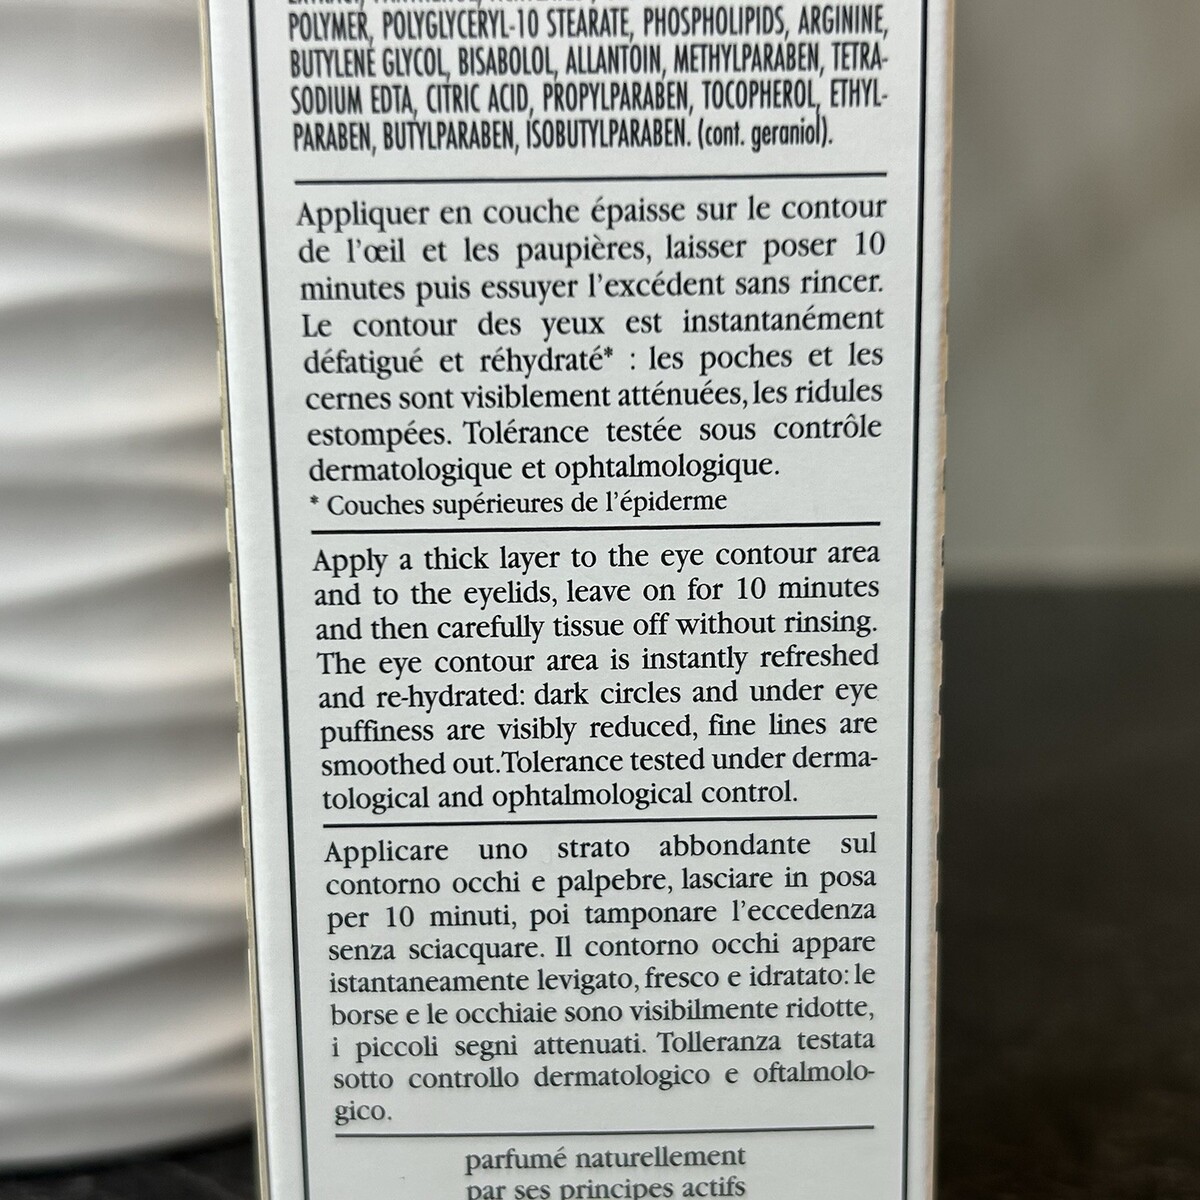 POLYMER, POLYGLYCERYL-10 STEARATE, PHOSPHOLIPIDS, ARGININE,
BUTYLENE GLYCOL, BISABOLOL, ALLANTOIN, METHYLPARABEN, TETRA-
SODIUM EDTA, CITRIC ACID, PROPYLPARABEN, TOCOPHEROL, ETHYL-
PARABEN, BUTYLPARABEN, ISOBUTYLPARABEN. (cont. geraniol).
Appliquer en couche épaisse sur le contour
de l'œil et les paupières, laisser poser 10
minutes puis essuyer l'excédent sans rincer.
Le contour des yeux est instantanément
défatigué et réhydraté* : les poches et les
cernes sont visiblement atténuées, les ridules
estompées. Tolérance testée sous contrôle
dermatologique et ophtalmologique.
* Couches supérieures de l'épiderme
Apply a thick layer to the eye contour area
and to the eyelids, leave on for 10 minutes
and then carefully tissue off without rinsing.
The eye contour area is instantly refreshed
and re-hydrated: dark circles and under eye
puffiness are visibly reduced, fine lines are
smoothed out. Tolerance tested under derma-
tological and ophtalmological control.
Applicare uno strato abbondante sul
contorno occhi e palpebre, lasciare in posa
per 10 minuti, poi tamponare l'eccedenza
senza sciacquare. Il contorno occhi appare
istantaneamente levigato, fresco e idratato: le
borse e le occhiaie sono visibilmente ridotte,
i piccoli segni attenuati. Tolleranza testata
sotto controllo dermatologico e oftalmolo-
gico.
parfumé naturellement
par ses principes actifs